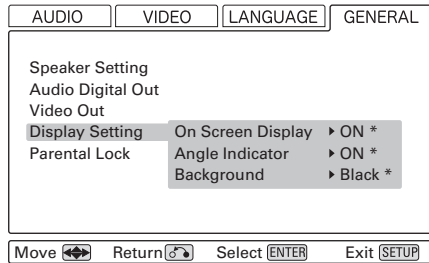 AUDIO VIDEO LANGUAGE GENERAL
Speaker Setting
Audio Digital Out
Video Out
Display Setting On Screen Display ▸ ON *
Parental Lock Angle Indicator ▸ ON *
Background ▸ Black *
Move Return Select ENTER Exit SETUP